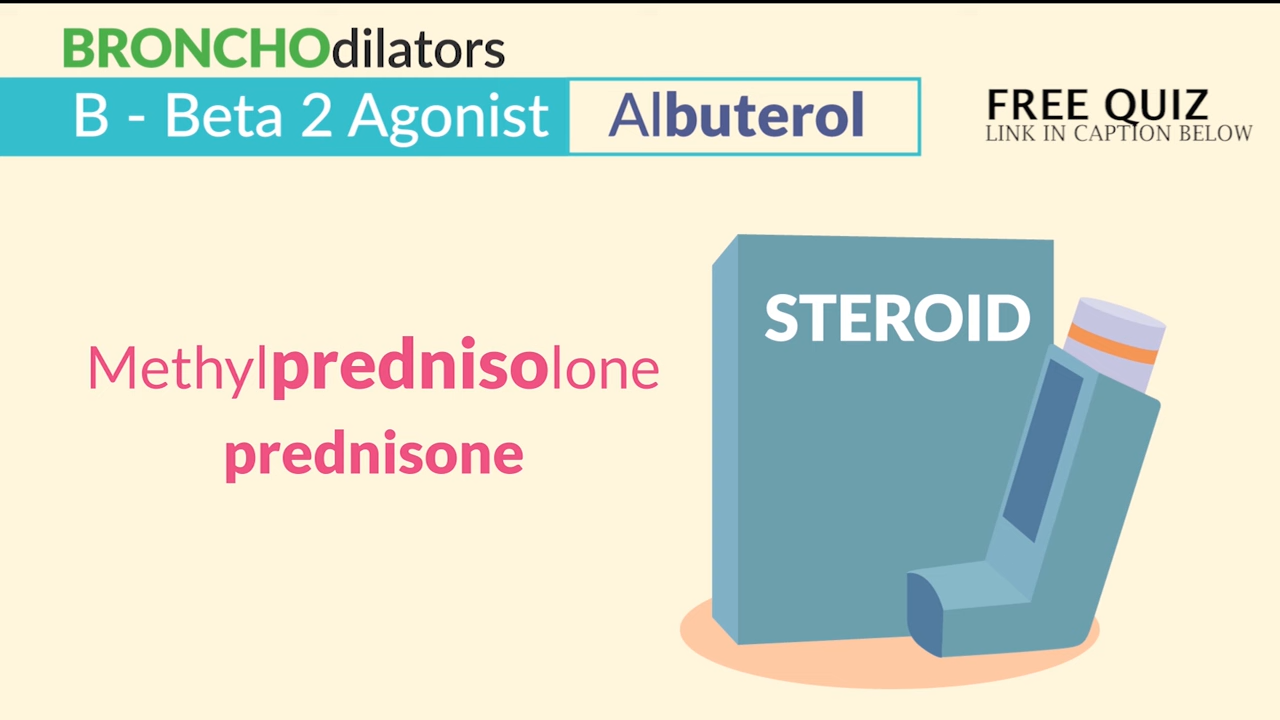 BRONCHOdilators
B - Beta 2 Agonist Albuterol
FREE QUIZ
LINK IN CAPTION BELOW
STEROID
Methylprednisolone
prednisone